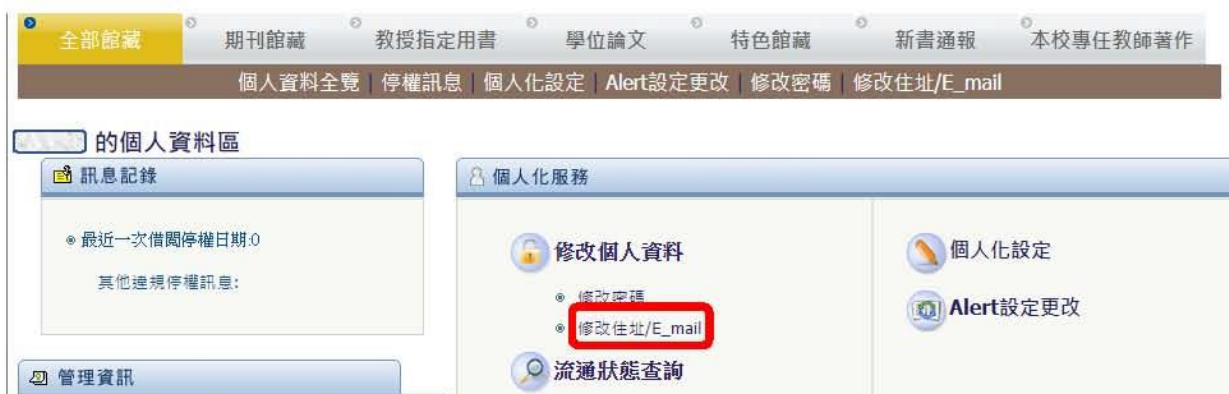 全部館藏 期刊館藏 教授指定用書 學位論文 特色館藏 新書通報 本校專任教師著作
個人資料全覽 | 停權訊息 | 個人化設定 | Alert設定更改 | 修改密碼 | 修改住址/E_mail
的個人資料區
訊息記錄
最近一次借閱停權日期:0
其他違規停權訊息:
管理資訊
個人化服務
修改個人資料
修改密碼
修改住址/E_mail
流通狀態查詢
個人化設定
Alert設定更改